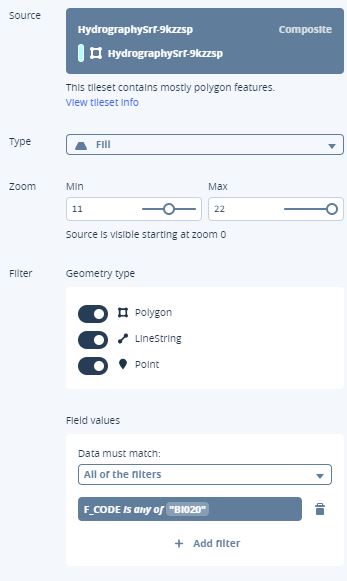 Source
HydrographySrf-9kzzsp Composite
HydrographySrf-9kzzsp
This tileset contains mostly polygon features.
View tileset info
Type
Fill
Zoom
Min Max
11 22
Source is visible starting at zoom 0
Filter
Geometry type
Polygon
LineString
Point
Field values
Data must match:
All of the filters
F_CODE is any of "BI020"
+ Add filter